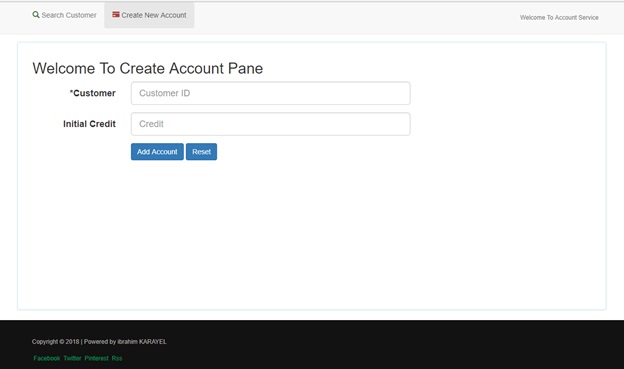 Search Customer Create New Account Welcome To Account Service
Welcome To Create Account Pane
*Customer Customer ID
Initial Credit Credit
Add Account Reset
Copyright © 2018 | Powered by ibrahim KARAYEL
Facebook Twitter Pinterest Rss